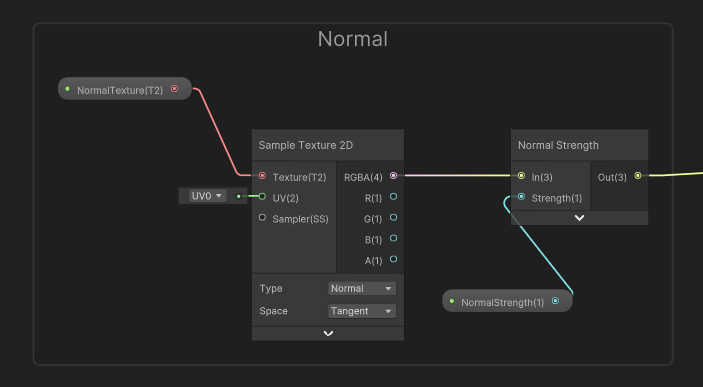 Normal
NormalTexture(T2)
Sample Texture 2D
Normal Strength
Texture(T2) RGBA(4)
In(3) Out(3)
UV0
UV(2) R(1)
Strength(1)
Sampler(SS) G(1)
B(1)
A(1)
Type Normal
Space Tangent
NormalStrength(1)